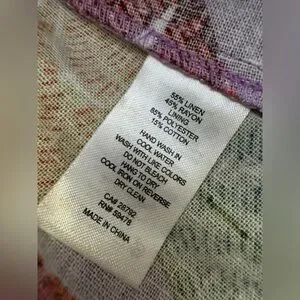 55% LINEN
45% RAYON
LINING
85% POLYESTER
15% COTTON
HAND WASH IN
COOL WATER
WASH WITH LIKE COLORS
DO NOT BLEACH
HANG TO DRY
COOL IRON ON REVERSE
DRY CLEAN
CA# 28792
RN# 59478
MADE IN CHINA